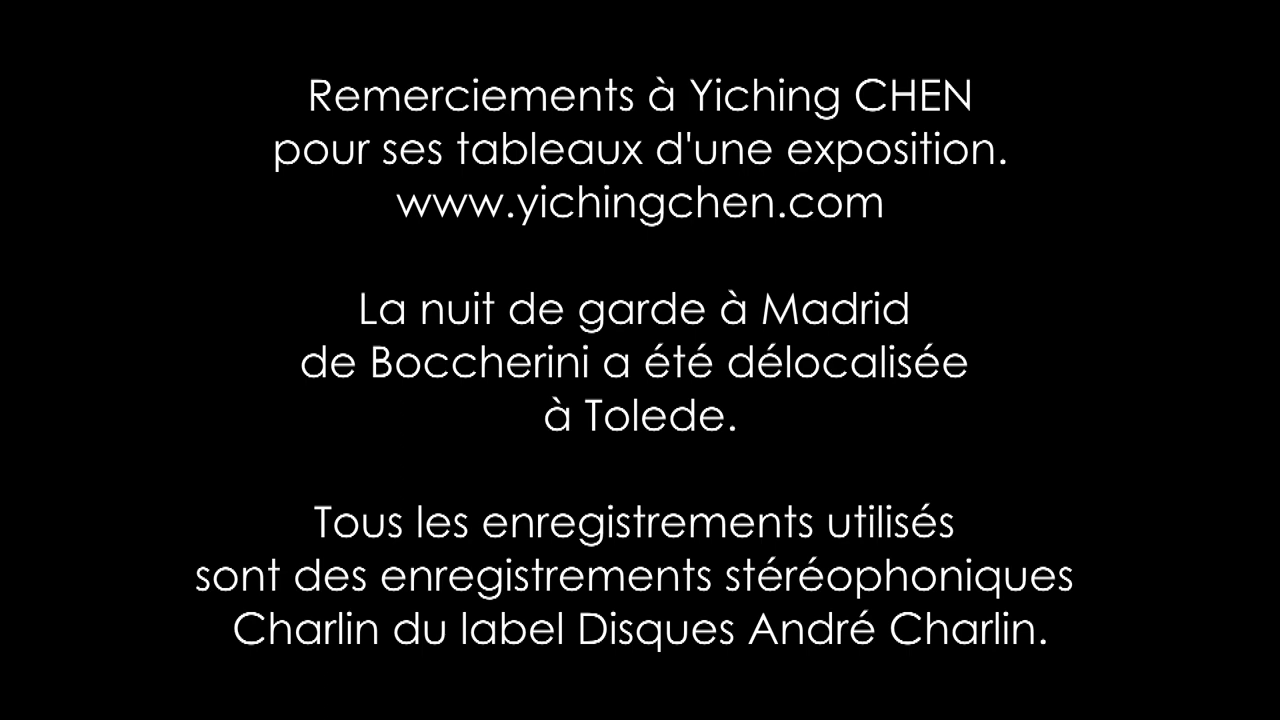 Remerciements à Yiching CHEN
pour ses tableaux d'une exposition.
www.yichingchen.com
La nuit de garde à Madrid
de Boccherini a été délocalisée
à Tolede.
Tous les enregistrements utilisés
sont des enregistrements stéréophoniques
Charlin du label Disques André Charlin.